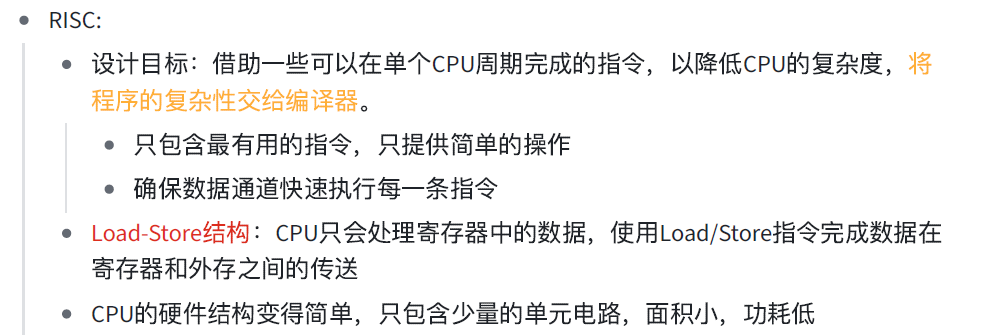 RISC:
设计目标：借助一些可以在单个CPU周期完成的指令，以降低CPU的复杂度，将
程序的复杂性交给编译器。
只包含最有用的指令，只提供简单的操作
确保数据通道快速执行每一条指令
Load-Store结构：CPU只会处理寄存器中的数据，使用Load/Store指令完成数据在
寄存器和外存之间的传送
CPU的硬件结构变得简单，只包含少量的单元电路，面积小，功耗低